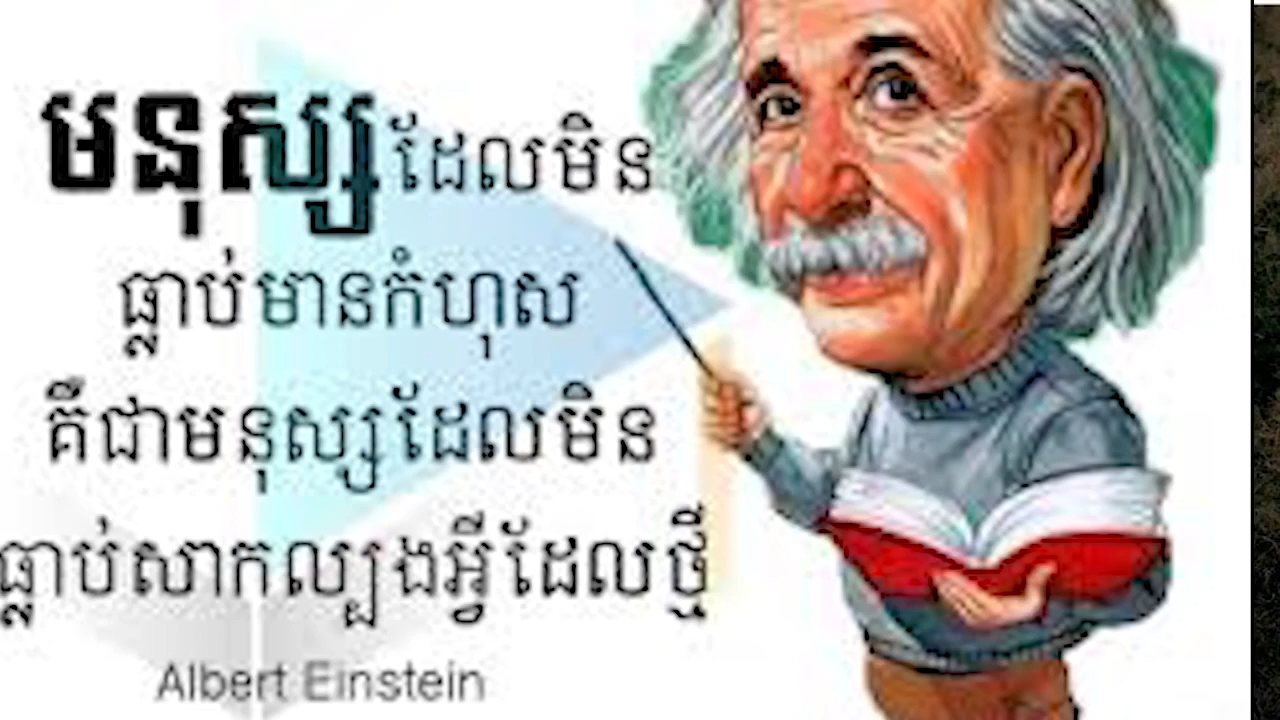 មនុស្ស ដែលមិន
ធ្លាប់មានកំហុស
គឺជាមនុស្ស ដែលមិន
ធ្លាប់សាកល្បងអ្វី ដែលថ្មី
Albert Einstein